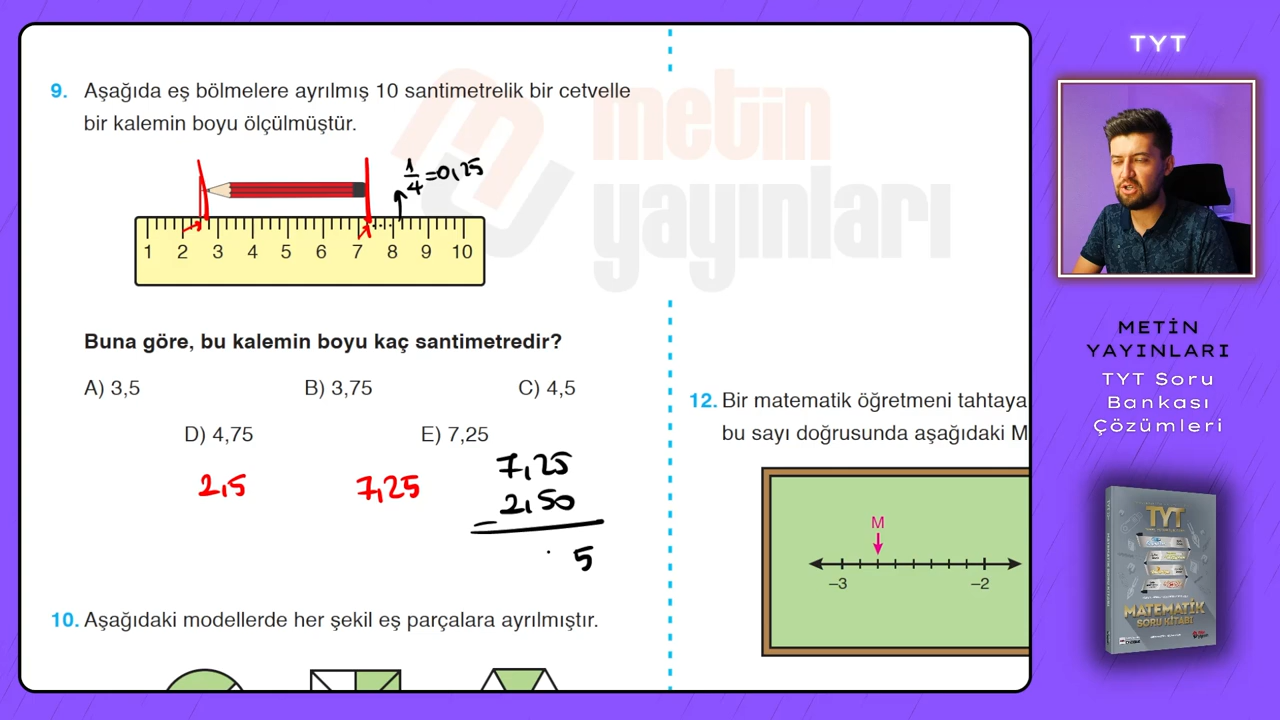 9. Aşağıda eş bölmelere ayrılmış 10 santimetrelik bir cetvelle
bir kalemin boyu ölçülmüştür.
1/4 = 0,25
1 2 3 4 5 6 7 8 9 10
Buna göre, bu kalemin boyu kaç santimetredir?
A) 3,5 B) 3,75 C) 4,5
D) 4,75 E) 7,25
2,5 7,25
7,25
2,50
5
10. Aşağıdaki modellerde her şekil eş parçalara ayrılmıştır.
metin
yayınları
12. Bir matematik öğretmeni tahtaya
bu sayı doğrusunda aşağıdaki M
M
–3 –2
TYT
METİN
YAYINLARI
TYT Soru
Bankası
Çözümleri
TYT
MATEMATİK
SORU KİTABI